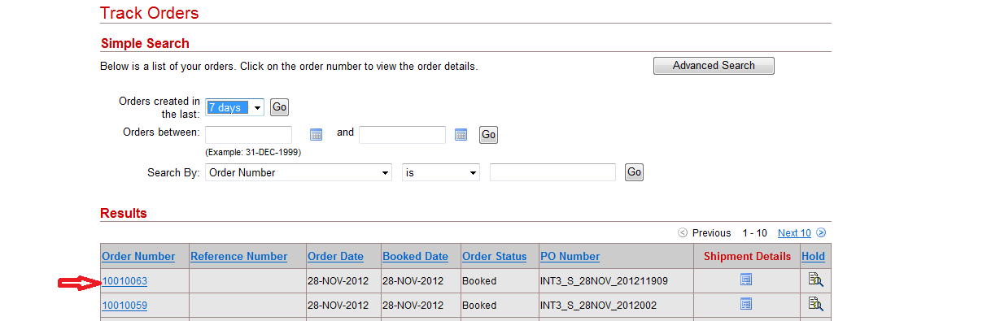 Track Orders
Simple Search
Below is a list of your orders. Click on the order number to view the order details.
Advanced Search
Orders created in the last: 7 days Go
Orders between: and Go
(Example: 31-DEC-1999)
Search By: Order Number is Go
Results
Previous 1 - 10 Next 10
Order Number Reference Number Order Date Booked Date Order Status PO Number Shipment Details Hold
10010063 28-NOV-2012 28-NOV-2012 Booked INT3_S_28NOV_201211909
10010059 28-NOV-2012 28-NOV-2012 Booked INT3_S_28NOV_2012002